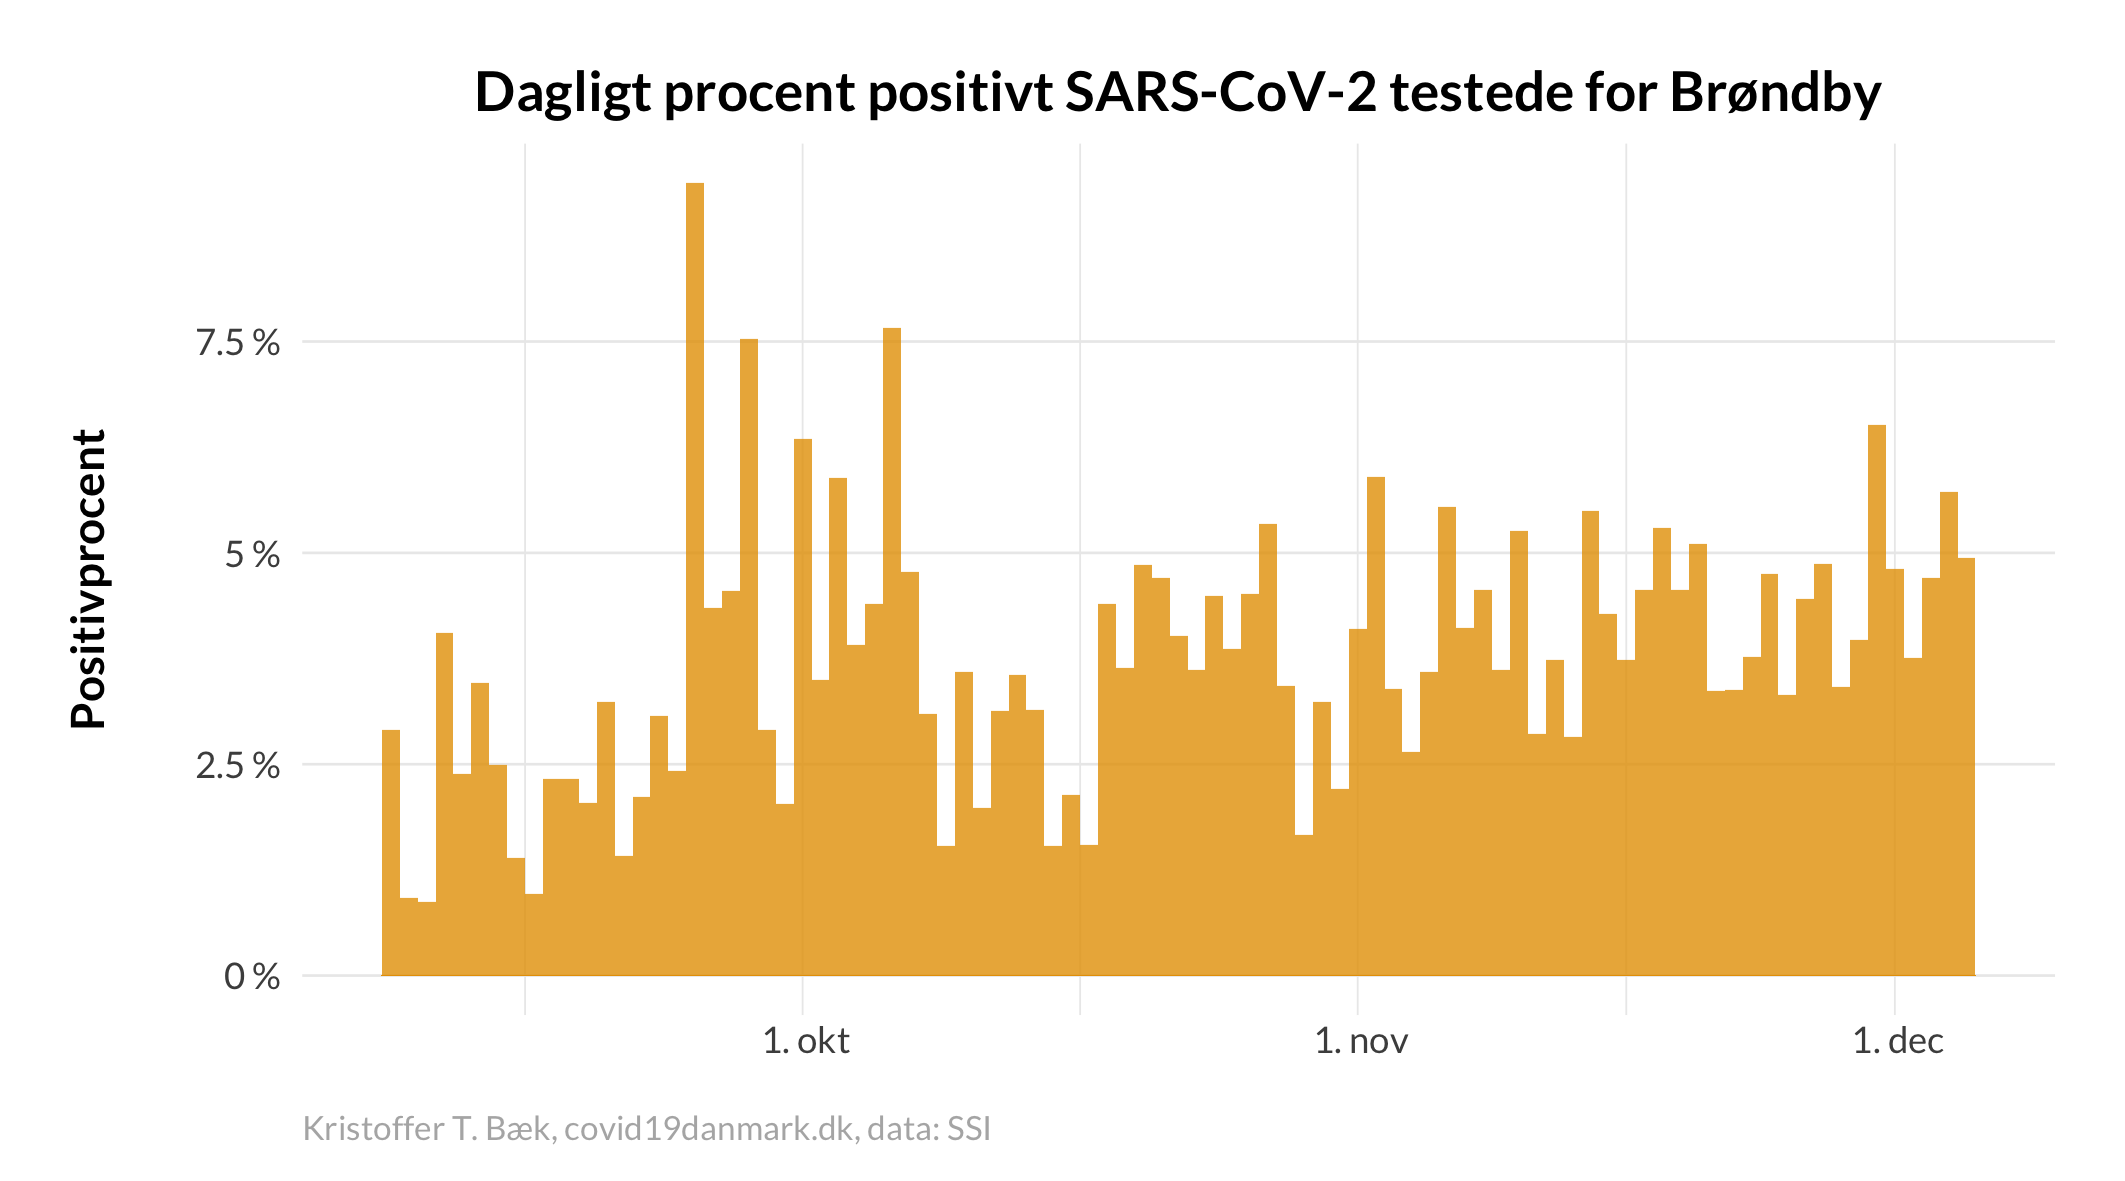 Dagligt procent positivt SARS-CoV-2 testede for Brøndby
Positivprocent
7.5 %
5 %
2.5 %
0 %
1. okt
1. nov
1. dec
Kristoffer T. Bæk, covid19danmark.dk, data: SSI